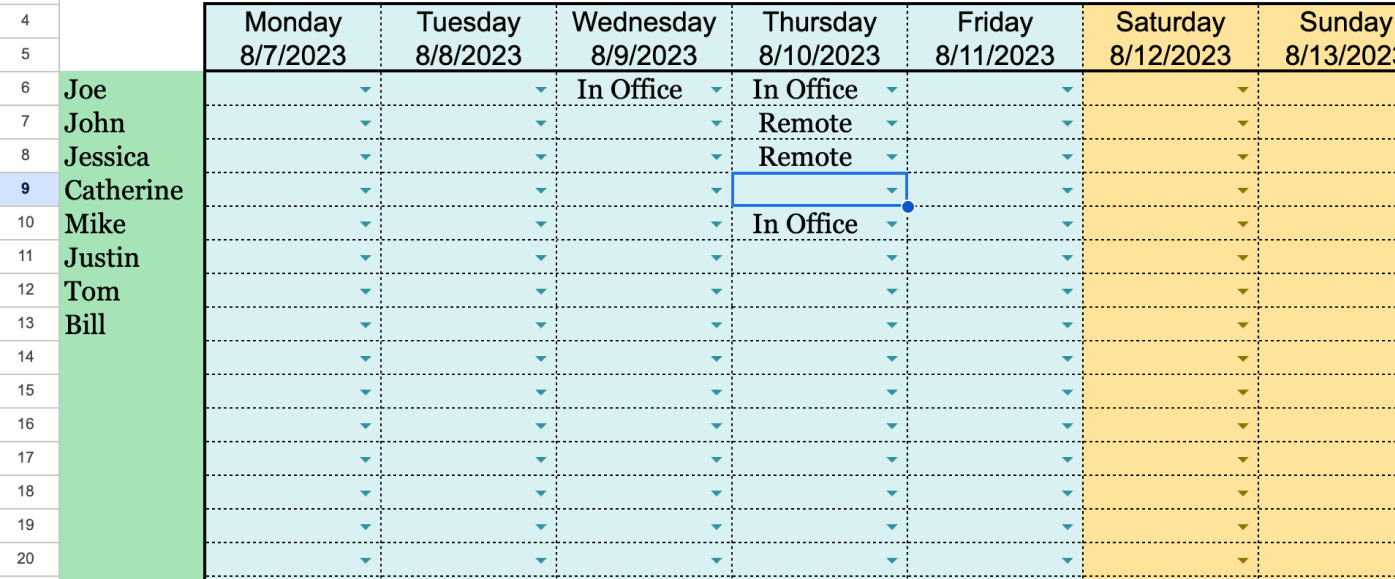 4 Monday Tuesday Wednesday Thursday Friday Saturday Sunday
5 8/7/2023 8/8/2023 8/9/2023 8/10/2023 8/11/2023 8/12/2023 8/13/202
6 Joe In Office In Office
7 John Remote
8 Jessica Remote
9 Catherine
10 Mike In Office
11 Justin
12 Tom
13 Bill
14
15
16
17
18
19
20